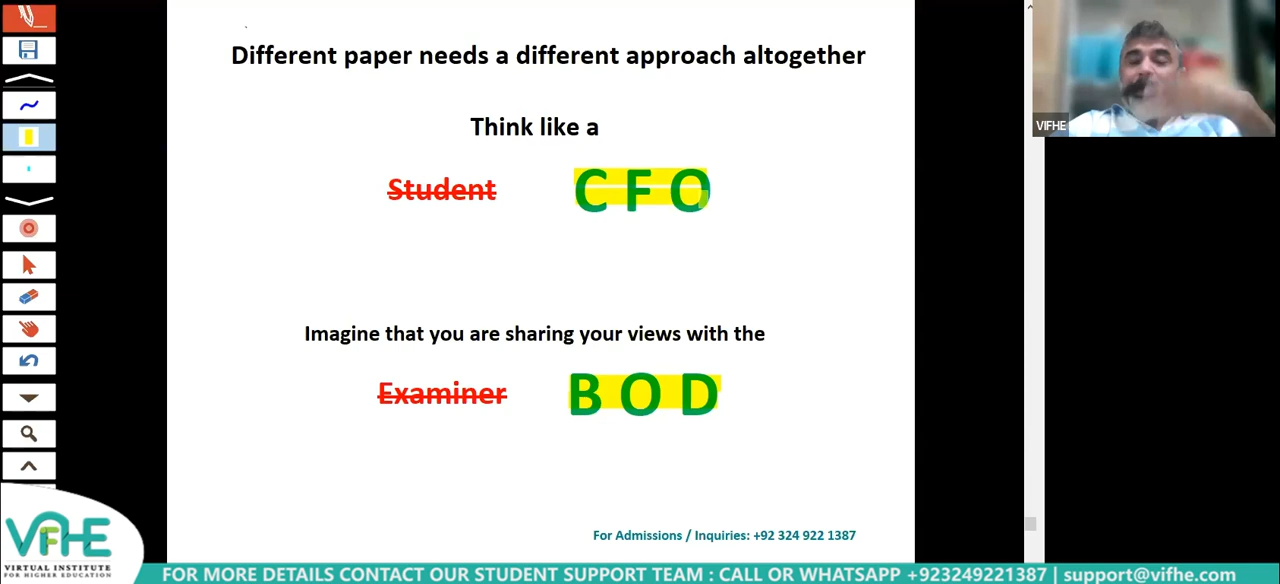 Different paper needs a different approach altogether
VIFHE
Think like a
Student C F O
Imagine that you are sharing your views with the
Examiner B O D
For Admissions / Inquiries: +92 324 922 1387
VIFHE
VIRTUAL INSTITUTE
FOR HIGHER EDUCATION
FOR MORE DETAILS CONTACT OUR STUDENT SUPPORT TEAM : CALL OR WHATSAPP +923249221387 | support@vifhe.com